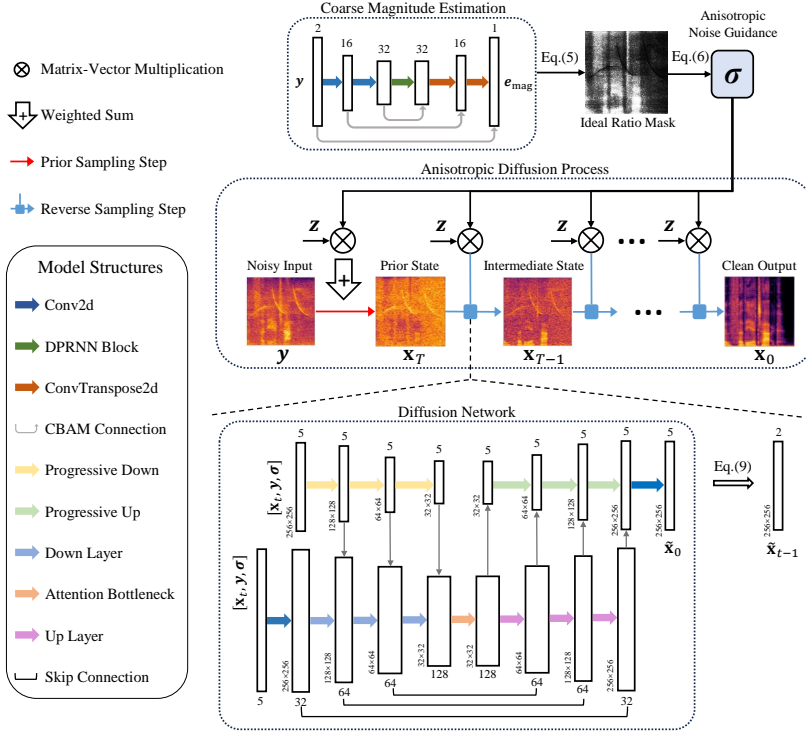 Coarse Magnitude Estimation
2
16
32
32
16
1
y
e_mag
Eq.(5)
Ideal Ratio Mask
Eq.(6)
Anisotropic
Noise Guidance
σ
Matrix-Vector Multiplication
Weighted Sum
Prior Sampling Step
Reverse Sampling Step
Anisotropic Diffusion Process
z
z
z
z
Noisy Input
Prior State
Intermediate State
Clean Output
y
x_T
x_{T−1}
x_0
Model Structures
Conv2d
DPRNN Block
ConvTranspose2d
CBAM Connection
Progressive Down
Progressive Up
Down Layer
Attention Bottleneck
Up Layer
Skip Connection
Diffusion Network
[x_t, y, σ]
5
5
5
5
5
5
5
5
5
256×256
128×128
64×64
32×32
32×32
64×64
128×128
256×256
256×256
x̃_0
Eq.(9)
2
256×256
x̃_{t−1}
[x_t, y, σ]
256×256
128×128
64×64
32×32
32×32
64×64
128×128
256×256
5
32
64
64
128
128
64
64
32